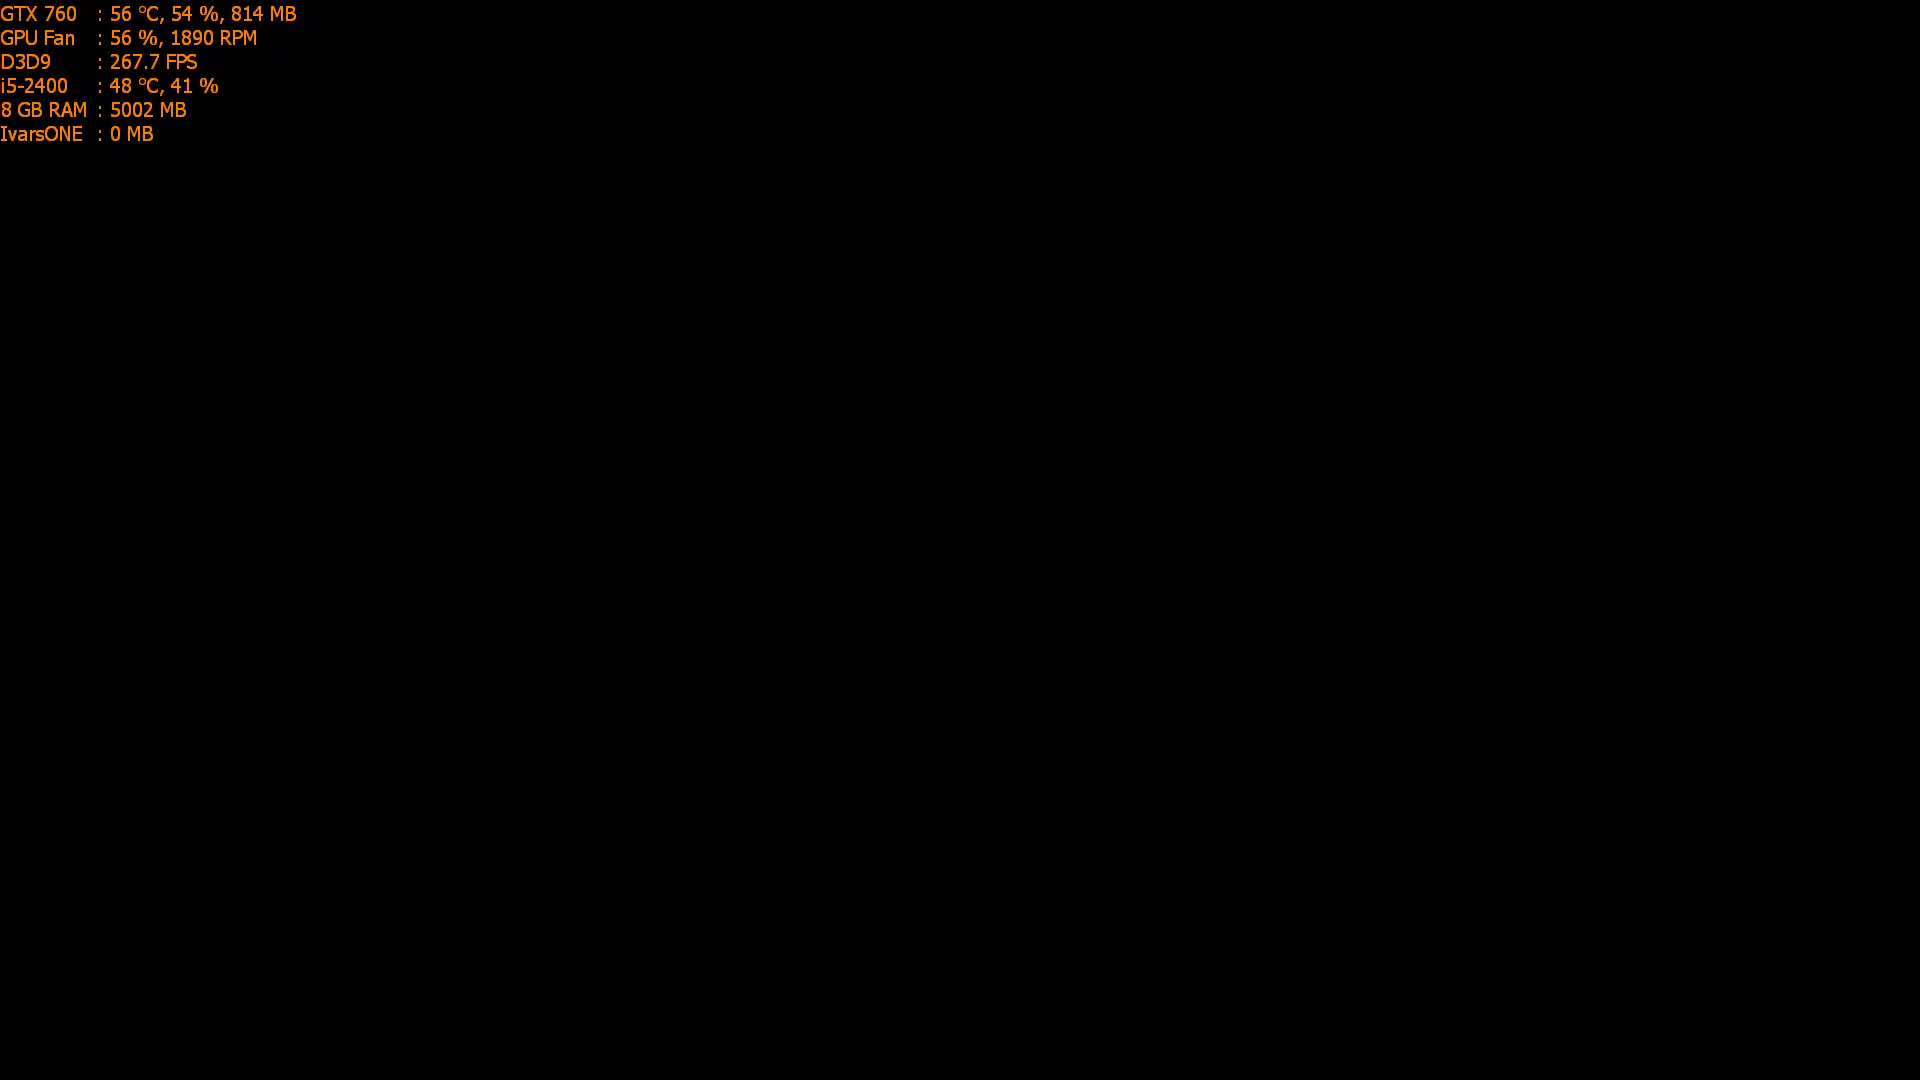 GTX 760 : 56 °C, 54 %, 814 MB
GPU Fan : 56 %, 1890 RPM
D3D9 : 267.7 FPS
i5-2400 : 48 °C, 41 %
8 GB RAM : 5002 MB
IvarsONE : 0 MB